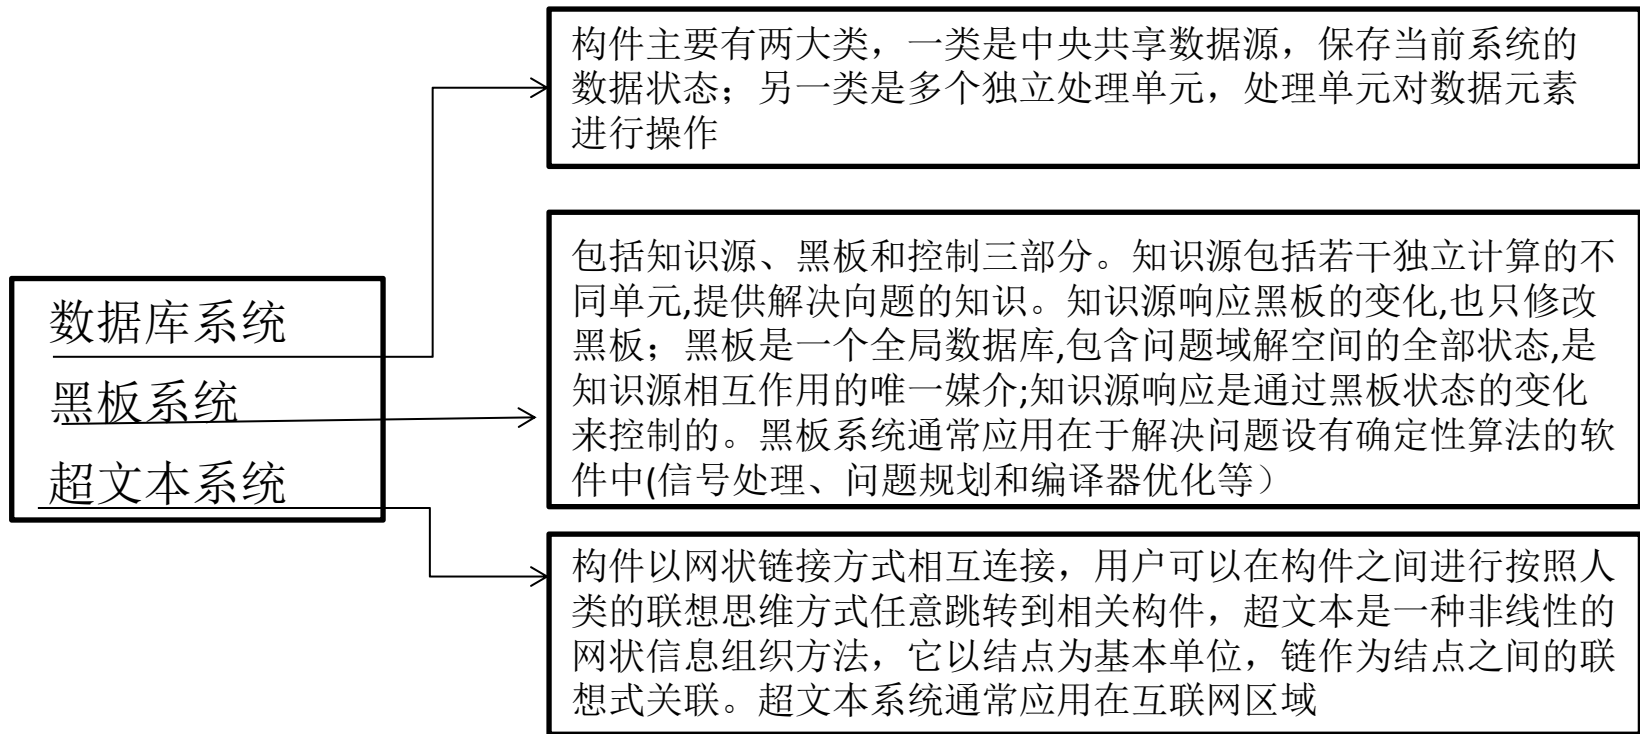 构件主要有两大类，一类是中央共享数据源，保存当前系统的
数据状态；另一类是多个独立处理单元，处理单元对数据元素
进行操作
数据库系统
黑板系统
超文本系统
包括知识源、黑板和控制三部分。知识源包括若干独立计算的不
同单元,提供解决向题的知识。知识源响应黑板的变化,也只修改
黑板；黑板是一个全局数据库,包含问题域解空间的全部状态,是
知识源相互作用的唯一媒介;知识源响应是通过黑板状态的变化
来控制的。黑板系统通常应用在于解决问题设有确定性算法的软
件中(信号处理、问题规划和编译器优化等）
构件以网状链接方式相互连接，用户可以在构件之间进行按照人
类的联想思维方式任意跳转到相关构件，超文本是一种非线性的
网状信息组织方法，它以结点为基本单位，链作为结点之间的联
想式关联。超文本系统通常应用在互联网区域